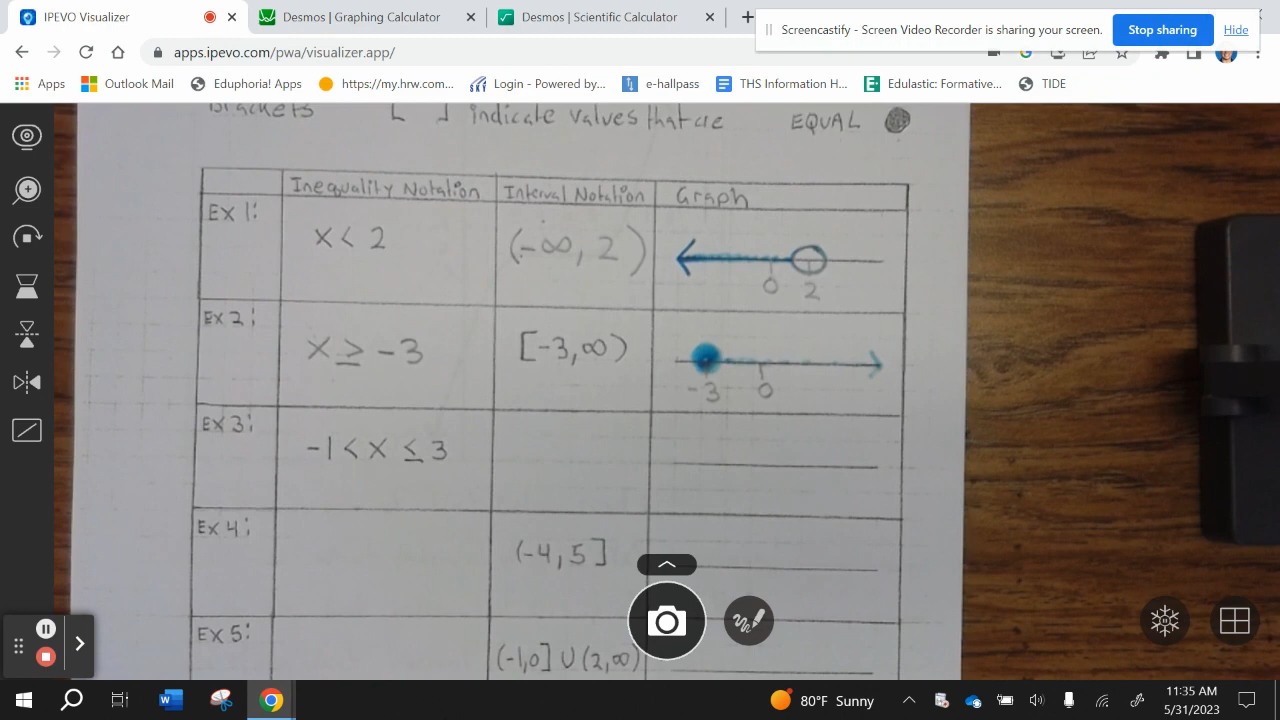 IPEVO Visualizer
Desmos | Graphing Calculator
Desmos | Scientific Calculator
Screencastify - Screen Video Recorder is sharing your screen.
Stop sharing
Hide
apps.ipevo.com/pwa/visualizer.app/
Apps
Outlook Mail
Eduphoria! Appo...
https://my.hrw.com...
Login - Powered by...
e-hallpass
THS Information H...
Edulastic: Formative...
TIDE
Brackets [ ] indicate values that are EQUAL
Inequality Notation
Interval Notation
Graph
EX 1:
x < 2
(-∞, 2)
0 2
EX 2:
x ≥ -3
[-3, ∞)
-3 0
EX 3:
-1 < x ≤ 3
EX 4:
(-4, 5]
EX 5:
(-1,0] ∪ (2,∞)
80°F Sunny
11:35 AM
5/31/2023